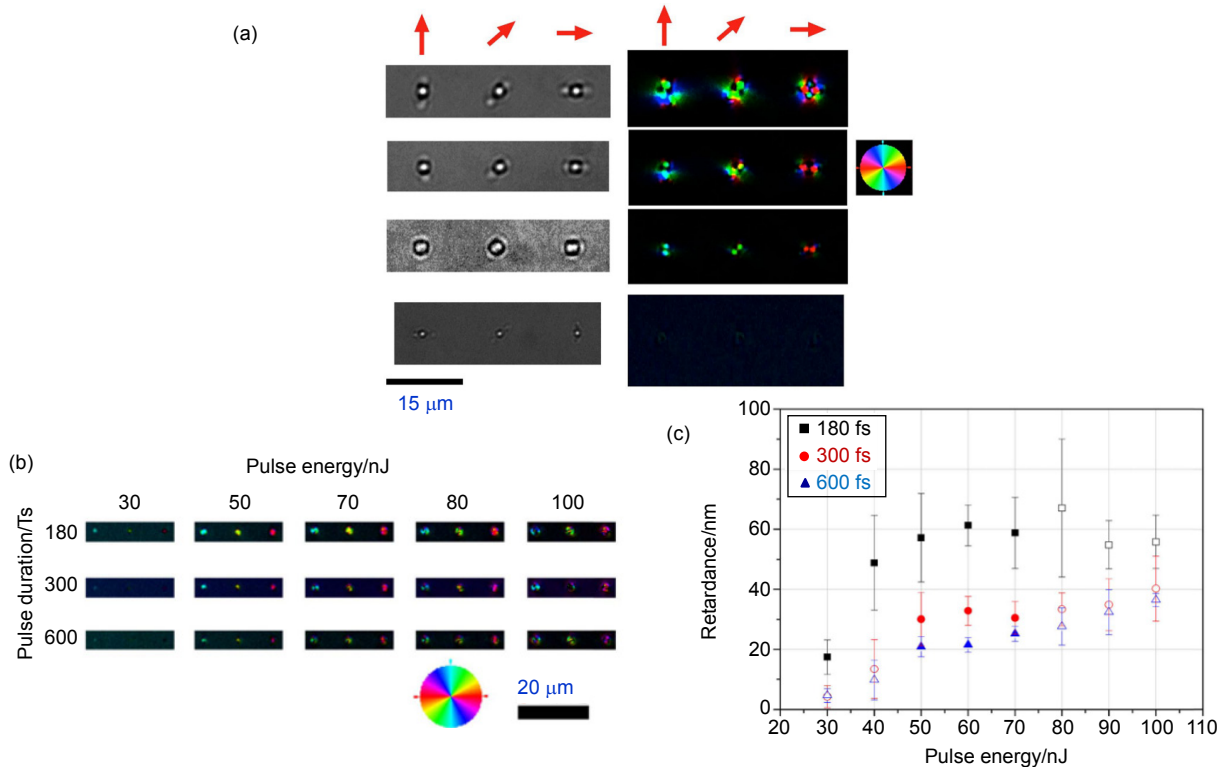 (a)
15 μm
(b)
Pulse energy/nJ
30 50 70 80 100
Pulse duration/Ts
180
300
600
20 μm
(c)
Retardance/nm
100
80
60
40
20
0
180 fs
300 fs
600 fs
20 30 40 50 60 70 80 90 100 110
Pulse energy/nJ